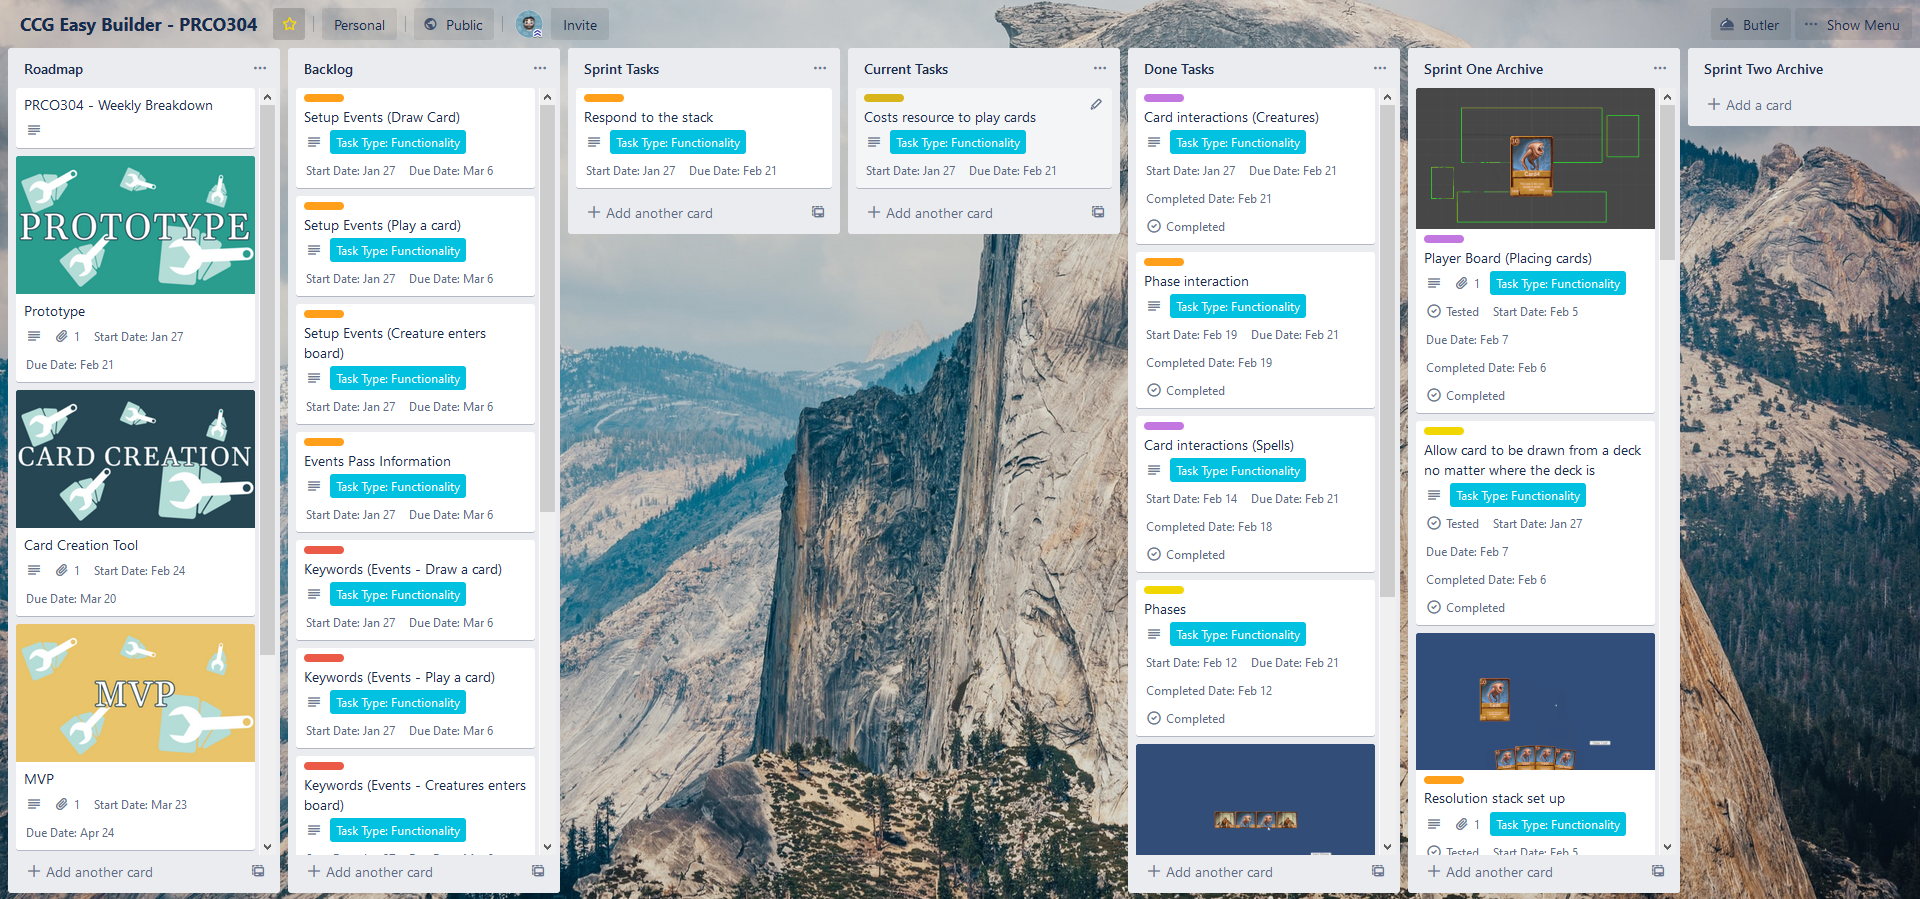 CCG Easy Builder - PRCO304
Personal
Public
Invite
Butler
Show Menu
Roadmap
PRCO304 - Weekly Breakdown
PROTOTYPE
Prototype
1 Start Date: Jan 27
Due Date: Feb 21
CARD CREATION
Card Creation Tool
1 Start Date: Feb 24
Due Date: Mar 20
MVP
MVP
1 Start Date: Mar 23
Due Date: Apr 24
+ Add another card
Backlog
Setup Events (Draw Card)
Task Type: Functionality
Start Date: Jan 27 Due Date: Mar 6
Setup Events (Play a card)
Task Type: Functionality
Start Date: Jan 27 Due Date: Mar 6
Setup Events (Creature enters
board)
Task Type: Functionality
Start Date: Jan 27 Due Date: Mar 6
Events Pass Information
Task Type: Functionality
Start Date: Jan 27 Due Date: Mar 6
Keywords (Events - Draw a card)
Task Type: Functionality
Start Date: Jan 27 Due Date: Mar 6
Keywords (Events - Play a card)
Task Type: Functionality
Start Date: Jan 27 Due Date: Mar 6
Keywords (Events - Creatures enters
board)
Task Type: Functionality
+ Add another card
Sprint Tasks
Respond to the stack
Task Type: Functionality
Start Date: Jan 27 Due Date: Feb 21
+ Add another card
Current Tasks
Costs resource to play cards
Task Type: Functionality
Start Date: Jan 27 Due Date: Feb 21
+ Add another card
Done Tasks
Card interactions (Creatures)
Task Type: Functionality
Start Date: Jan 27 Due Date: Feb 21
Completed Date: Feb 21
Completed
Phase interaction
Task Type: Functionality
Start Date: Feb 19 Due Date: Feb 21
Completed Date: Feb 19
Completed
Card interactions (Spells)
Task Type: Functionality
Start Date: Feb 14 Due Date: Feb 21
Completed Date: Feb 18
Completed
Phases
Task Type: Functionality
Start Date: Feb 12 Due Date: Feb 21
Completed Date: Feb 12
Completed
+ Add another card
Sprint One Archive
Player Board (Placing cards)
1 Task Type: Functionality
Tested Start Date: Feb 5
Due Date: Feb 7
Completed Date: Feb 6
Completed
Allow card to be drawn from a deck
no matter where the deck is
Task Type: Functionality
Tested Start Date: Jan 27
Due Date: Feb 7
Completed Date: Feb 6
Completed
Resolution stack set up
1 Task Type: Functionality
Tested Start Date: Feb 5
+ Add another card
Sprint Two Archive
+ Add a card